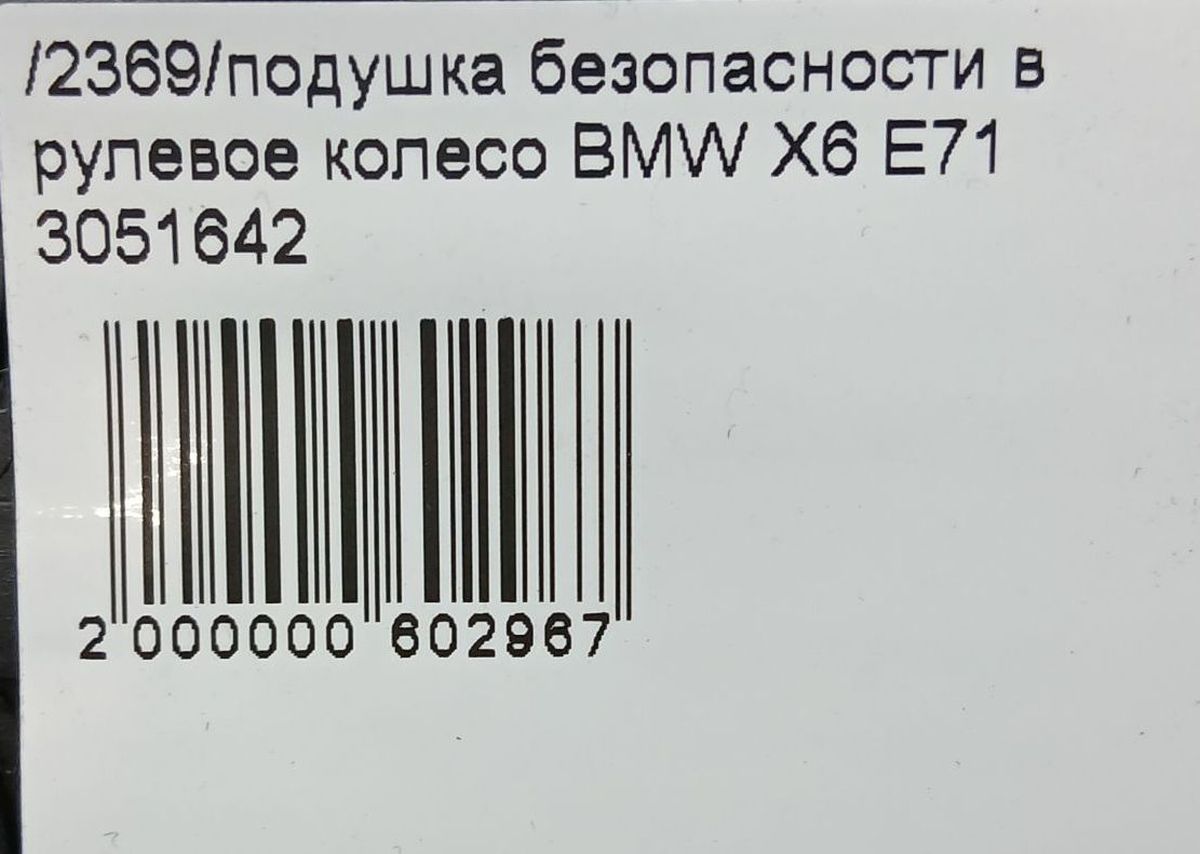 /2369/подушка безопасности в
рулевое колесо BMW X6 E71
3051642
2 000000 602967